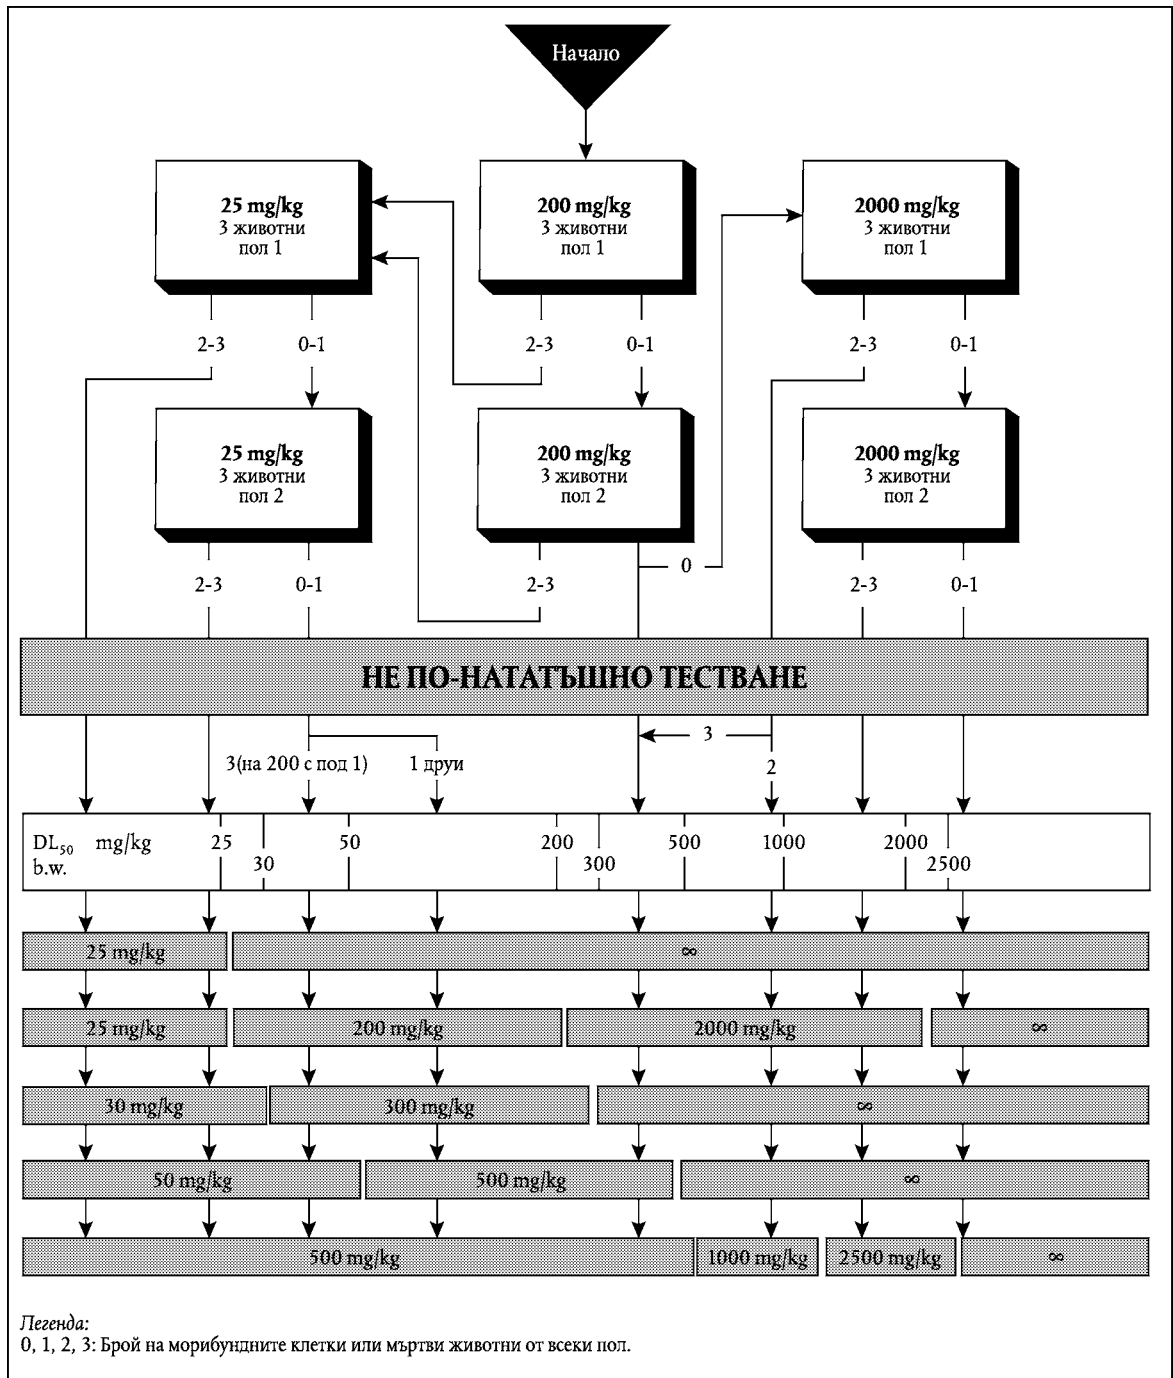 Начало
25 mg/kg
3 животни
пол 1
200 mg/kg
3 животни
пол 1
2000 mg/kg
3 животни
пол 1
2-3 0-1 2-3 0-1 2-3 0-1
25 mg/kg
3 животни
пол 2
200 mg/kg
3 животни
пол 2
2000 mg/kg
3 животни
пол 2
0
2-3 0-1 2-3 2-3 0-1
НЕ ПО-НАТАТЪШНО ТЕСТВАНЕ
3
3(на 200 с под 1) 1 друи 2
DL50 mg/kg 25 50 200 500 1000 2000
b.w. 30 300 2500
25 mg/kg ∞
25 mg/kg 200 mg/kg 2000 mg/kg ∞
30 mg/kg 300 mg/kg ∞
50 mg/kg 500 mg/kg ∞
500 mg/kg 1000 mg/kg 2500 mg/kg ∞
Легенда:
0, 1, 2, 3: Брой на морибундните клетки или мъртви животни от всеки пол.